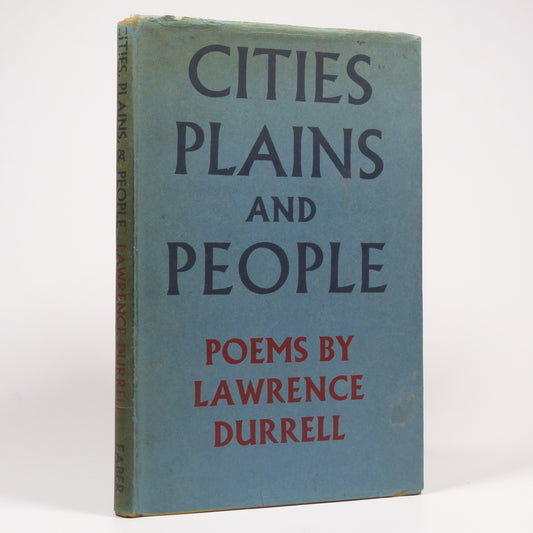 CITIES
PLAINS
AND
PEOPLE
POEMS BY
LAWRENCE
DURRELL
CITIES, PLAINS & PEOPLE LAWRENCE DURRELL FABER